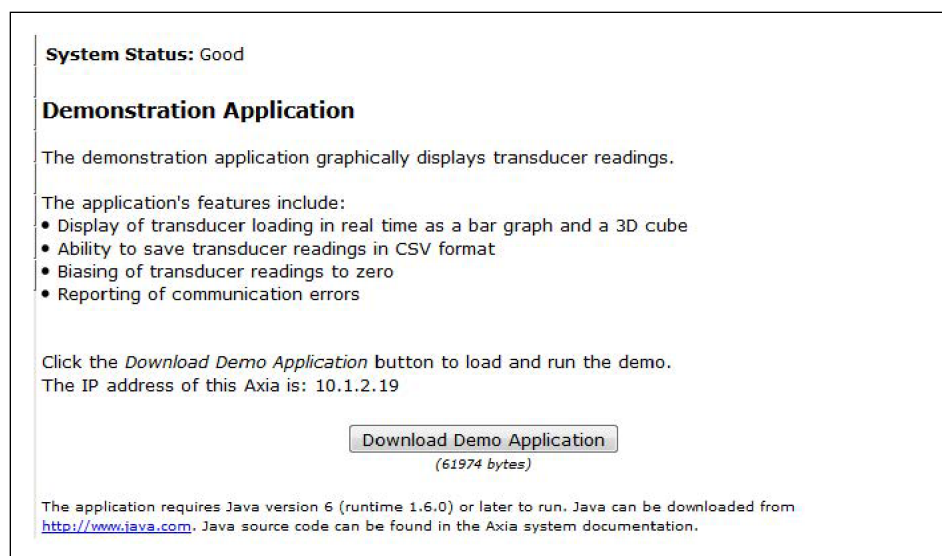 System Status: Good
Demonstration Application
The demonstration application graphically displays transducer readings.
The application's features include:
• Display of transducer loading in real time as a bar graph and a 3D cube
• Ability to save transducer readings in CSV format
• Biasing of transducer readings to zero
• Reporting of communication errors
Click the Download Demo Application button to load and run the demo.
The IP address of this Axia is: 10.1.2.19
Download Demo Application
(61974 bytes)
The application requires Java version 6 (runtime 1.6.0) or later to run. Java can be downloaded from
http://www.java.com. Java source code can be found in the Axia system documentation.